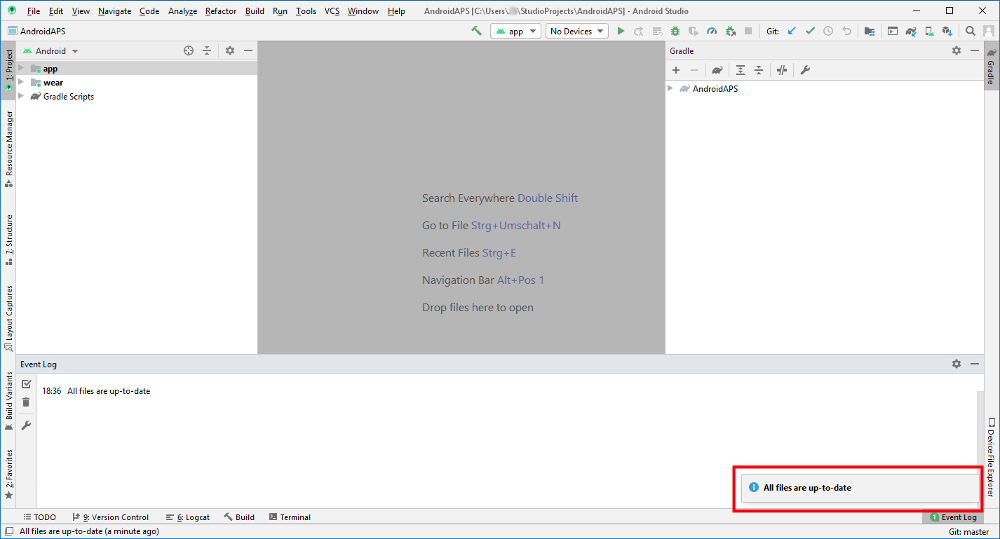 File Edit View Navigate Code Analyze Refactor Build Run Tools VCS Window Help AndroidAPS [C:\Users\ \StudioProjects\AndroidAPS] - Android Studio
AndroidAPS
app
No Devices
Git:
1: Project
Resource Manager
7: Structure
Layout Captures
Build Variants
2: Favorites
Android
app
wear
Gradle Scripts
Search Everywhere Double Shift
Go to File Strg+Umschalt+N
Recent Files Strg+E
Navigation Bar Alt+Pos 1
Drop files here to open
Gradle
AndroidAPS
Gradle
Device File Explorer
Event Log
18:36 All files are up-to-date
All files are up-to-date
TODO 9: Version Control 6: Logcat Build Terminal 1 Event Log
All files are up-to-date (a minute ago) Git: master